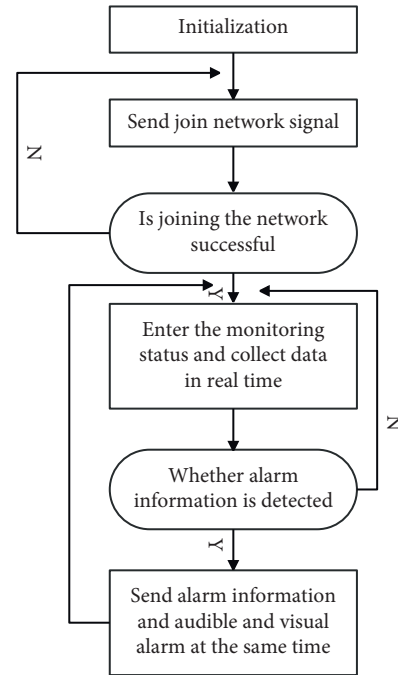 Initialization
Send join network signal
N
Is joining the network
successful
Y
Enter the monitoring
status and collect data
in real time
N
Whether alarm
information is detected
Y
Send alarm information
and audible and visual
alarm at the same time